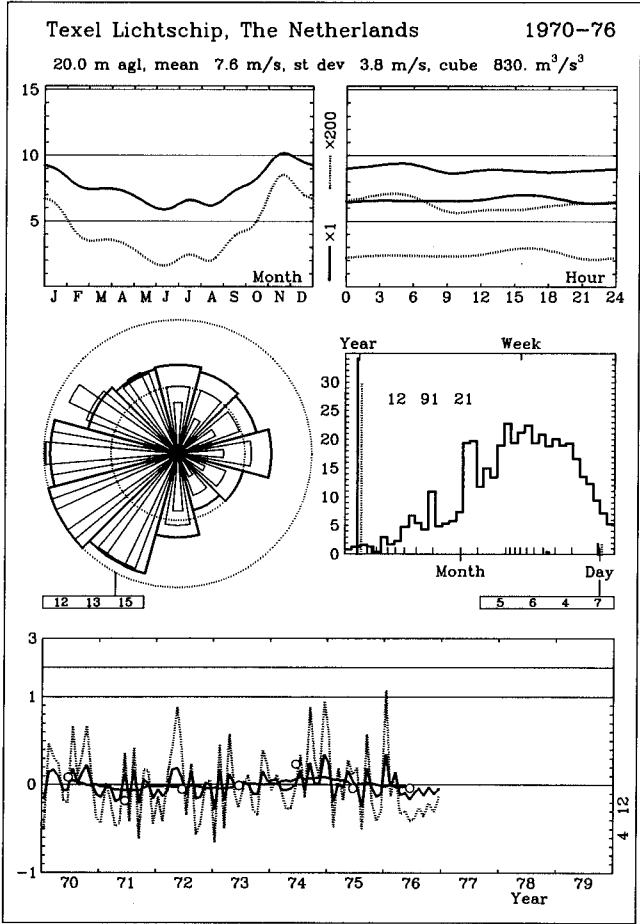 Texel Lichtschip, The Netherlands 1970-76
20.0 m agl, mean 7.6 m/s, st dev 3.8 m/s, cube 830. m³/s³
15
10
5
Month
J F M A M J J A S O N D
×1 ×200
Hour
0 3 6 9 12 15 18 21 24
Year Week
35
30
25
20
15
10
5
0
12 91 21
Month Day
12 13 15
5 6 4 7
3
1
0
-1
70 71 72 73 74 75 76 77 78
Year
4 12